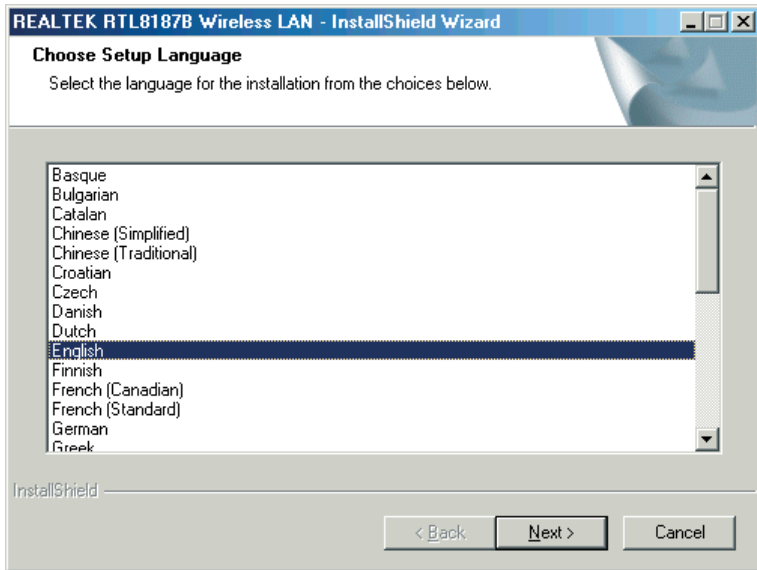 REALTEK RTL8187B Wireless LAN - InstallShield Wizard
Choose Setup Language
Select the language for the installation from the choices below.
Basque
Bulgarian
Catalan
Chinese (Simplified)
Chinese (Traditional)
Croatian
Czech
Danish
Dutch
English
Finnish
French (Canadian)
French (Standard)
German
Greek
InstallShield
< Back
Next >
Cancel